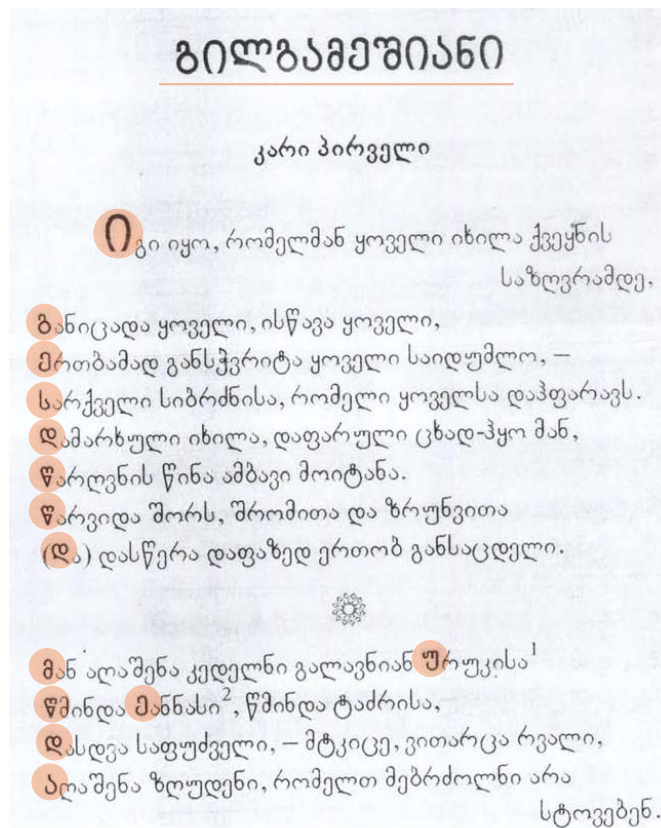 გილგამეშიანი
კარი პირველი
იგი იყო, რომელმან ყოველი იხილა ქვეყნის
საზღვრამდე,
განიცადა ყოველი, ისწავა ყოველი,
ერთბამად განსჭვრიტა ყოველი საიდუმლო, —
სარქველი სიბრძნისა, რომელი ყოველსა დაჰფარავს.
დამარხული იხილა, დაფარული ცხად-ჰყო მან,
წარღვნის წინა ამბავი მოიტანა.
წარვიდა შორს, შრომითა და ზრუნვითა
(და) დასწერა დაფაზედ ერთობ განსაცდელი.
მან აღაშენა კედელნი გალავნიან ურუკისა¹
წმინდა ეანნასი², წმინდა ტაძრისა,
დასდვა საფუძველი, — მტკიცე, ვითარცა რვალი,
აღაშენა ზღუდენი, რომელთ მებრძოლნი არა
სტოვებენ.